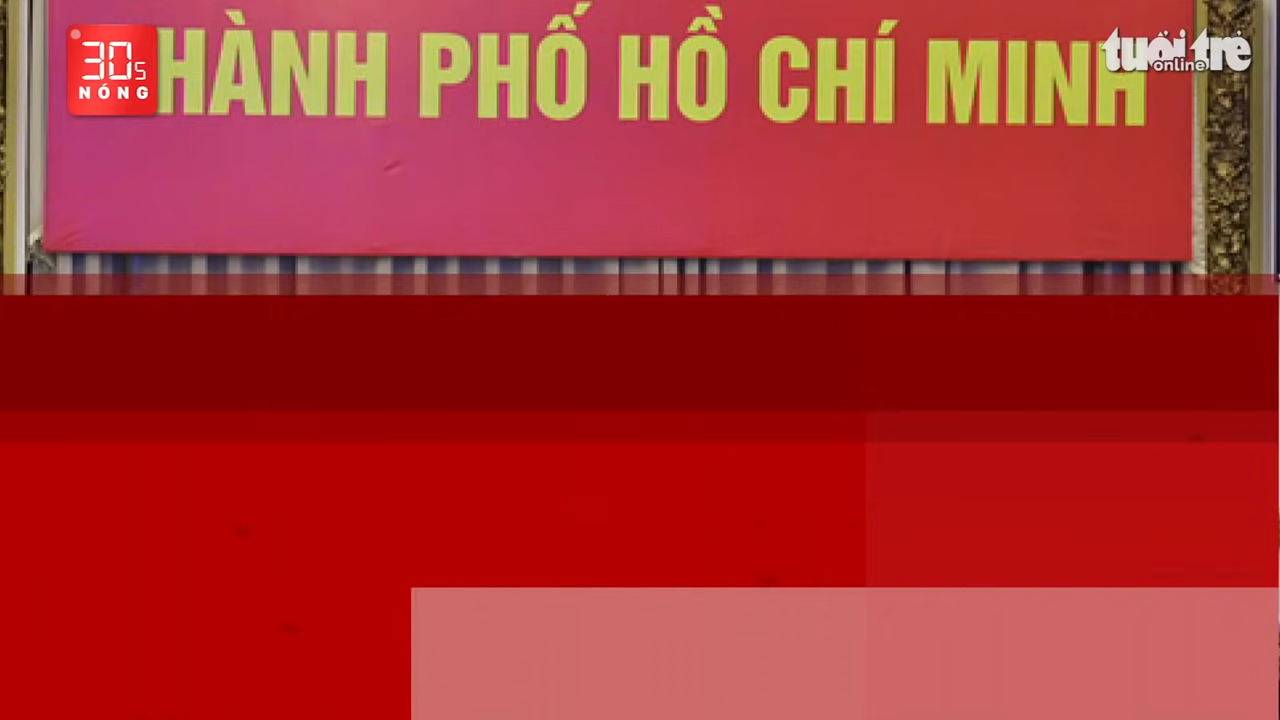 30s
NÓNG
HÀNH PHỐ HỒ CHÍ MINH
tuổi trẻ
online